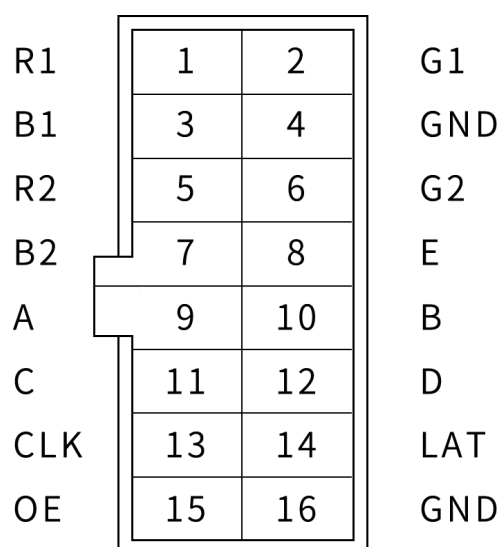 R1 1 2 G1
B1 3 4 GND
R2 5 6 G2
B2 7 8 E
A 9 10 B
C 11 12 D
CLK 13 14 LAT
OE 15 16 GND